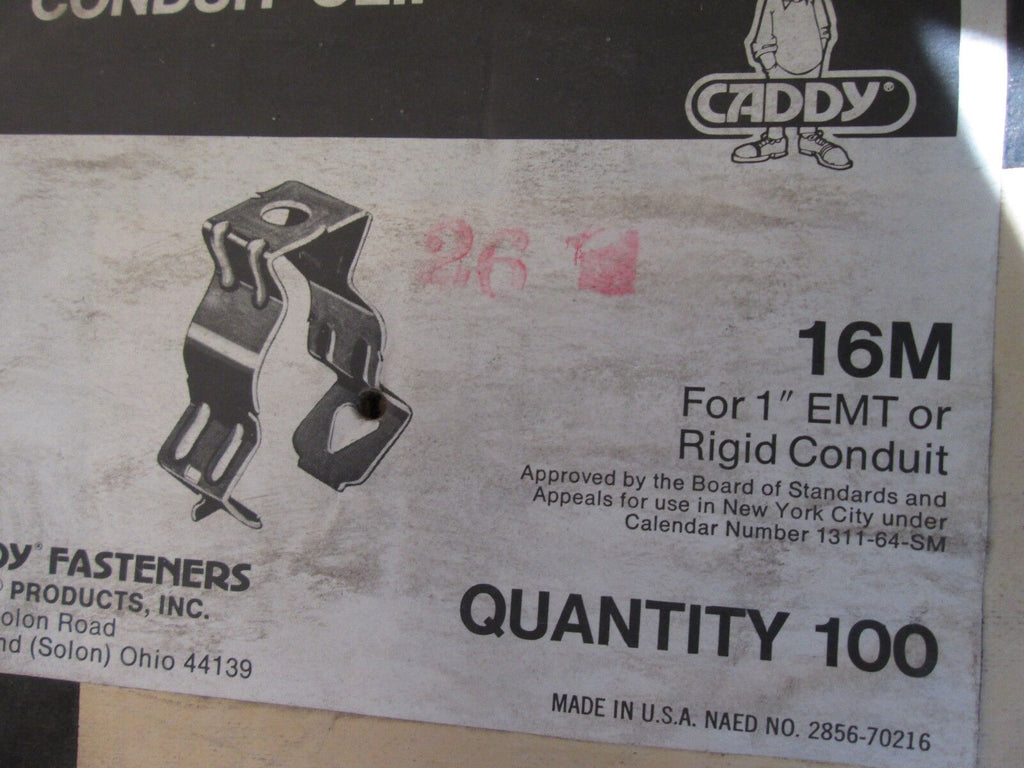 CONDUIT CLIP
CADDY®
26
16M
For 1″ EMT or
Rigid Conduit
Approved by the Board of Standards and
Appeals for use in New York City under
Calendar Number 1311-64-SM
DY® FASTENERS
® PRODUCTS, INC.
olon Road
nd (Solon) Ohio 44139
QUANTITY 100
MADE IN U.S.A. NAED NO. 2856-70216